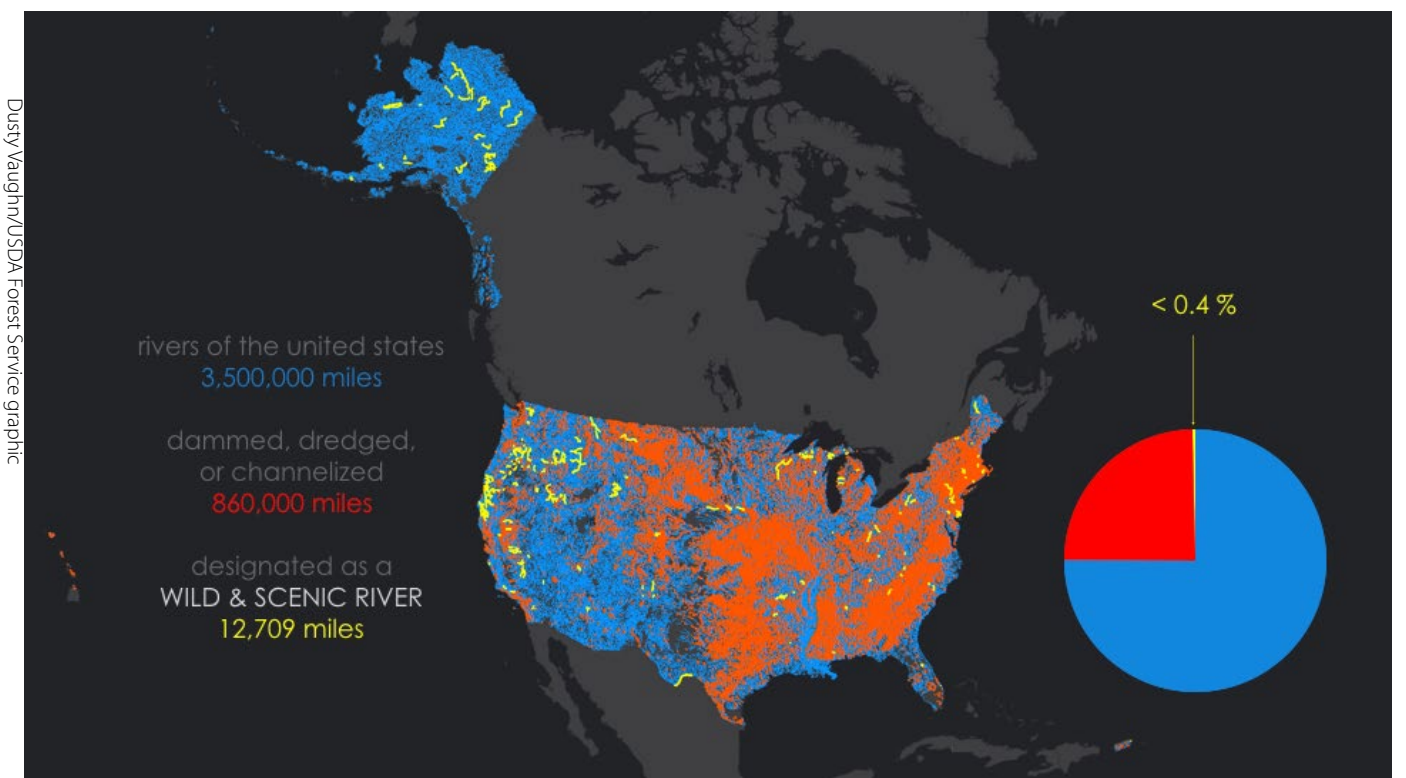 Dusty Vaughn/USDA Forest Service graphic
rivers of the united states
3,500,000 miles
dammed, dredged,
or channelized
860,000 miles
designated as a
WILD & SCENIC RIVER
12,709 miles
< 0.4 %